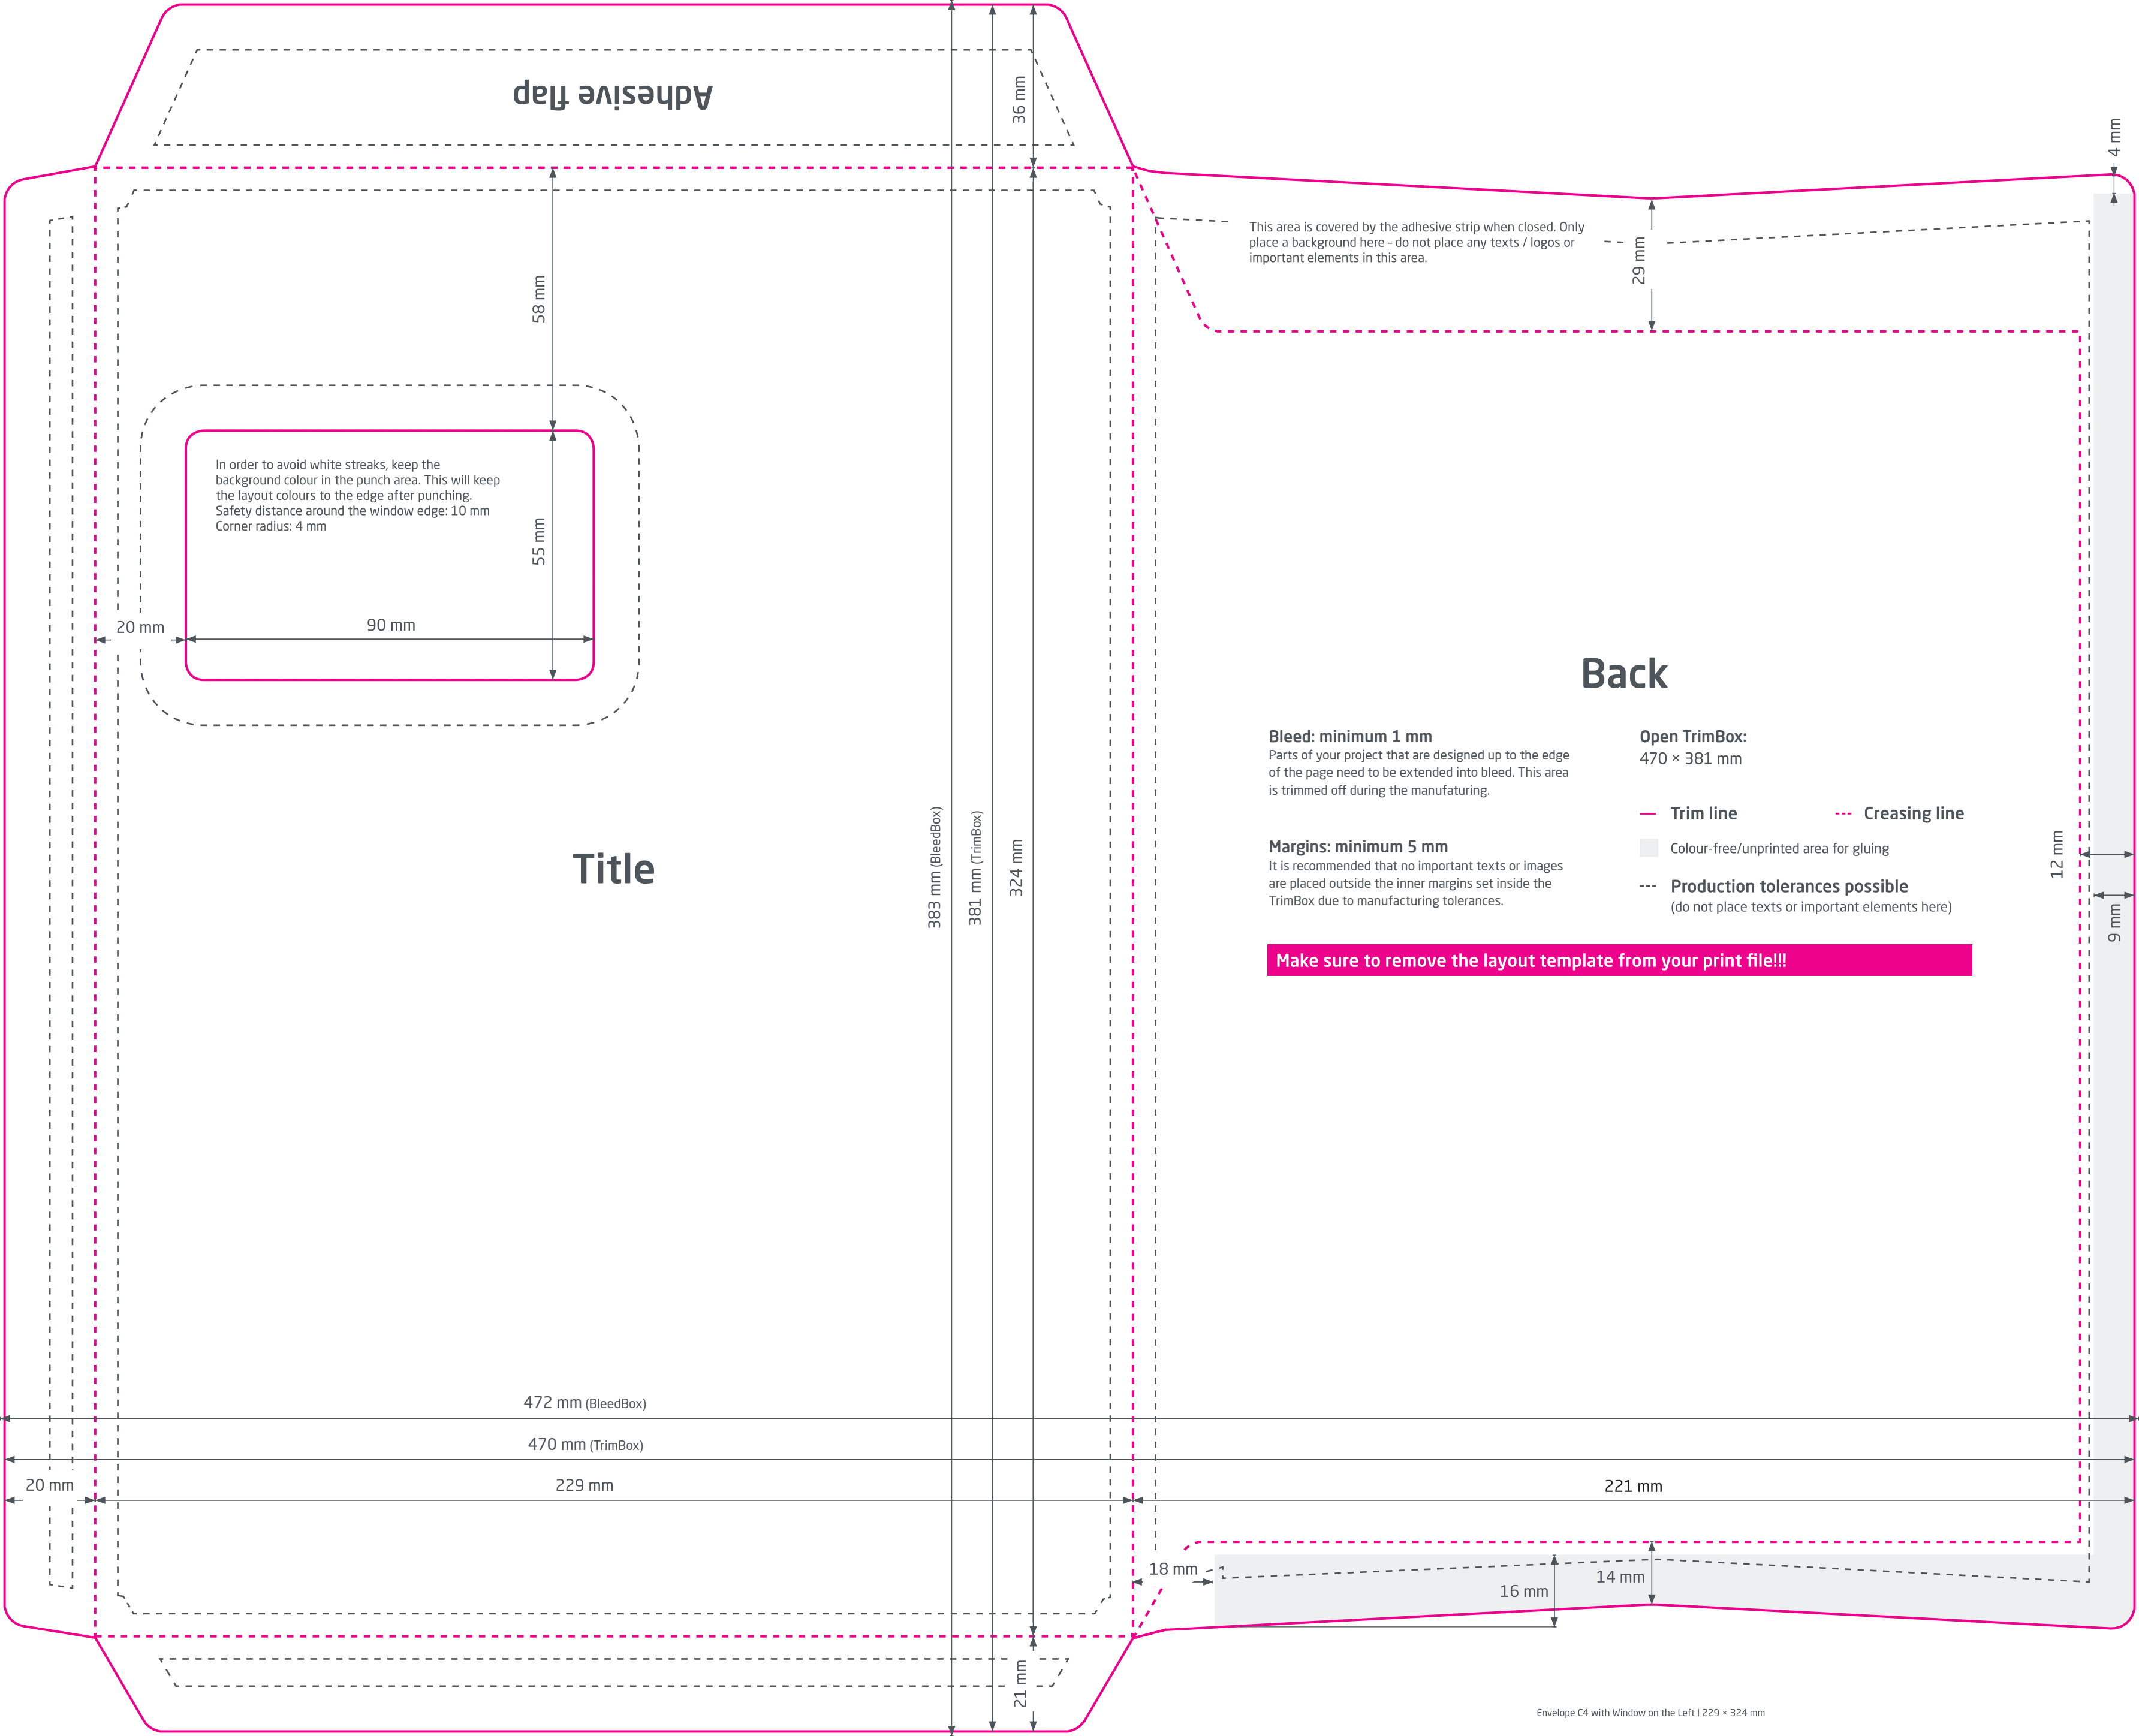 Adhesive flap
36 mm
4 mm
This area is covered by the adhesive strip when closed. Only
place a background here – do not place any texts / logos or
important elements in this area.
29 mm
58 mm
In order to avoid white streaks, keep the
background colour in the punch area. This will keep
the layout colours to the edge after punching.
Safety distance around the window edge: 10 mm
Corner radius: 4 mm
55 mm
20 mm
90 mm
Title
383 mm (BleedBox)
381 mm (TrimBox)
324 mm
Back
Bleed: minimum 1 mm
Parts of your project that are designed up to the edge
of the page need to be extended into bleed. This area
is trimmed off during the manufaturing.
Margins: minimum 5 mm
It is recommended that no important texts or images
are placed outside the inner margins set inside the
TrimBox due to manufacturing tolerances.
Open TrimBox:
470 × 381 mm
Trim line
Creasing line
Colour-free/unprinted area for gluing
Production tolerances possible
(do not place texts or important elements here)
12 mm
9 mm
Make sure to remove the layout template from your print file!!!
472 mm (BleedBox)
470 mm (TrimBox)
20 mm
229 mm
221 mm
18 mm
16 mm
14 mm
21 mm
Envelope C4 with Window on the Left | 229 × 324 mm